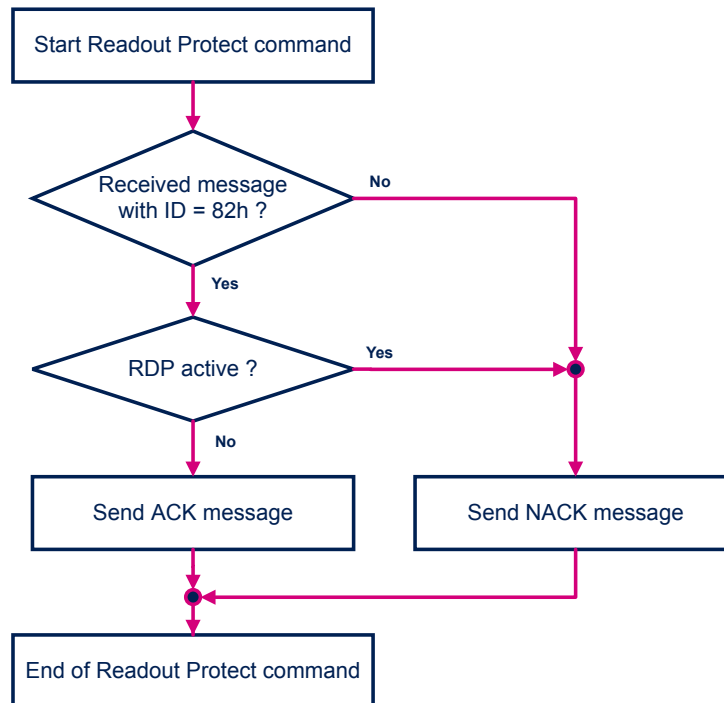 Start Readout Protect command
Received message
with ID = 82h ?
No
Yes
RDP active ?
Yes
No
Send ACK message
Send NACK message
End of Readout Protect command